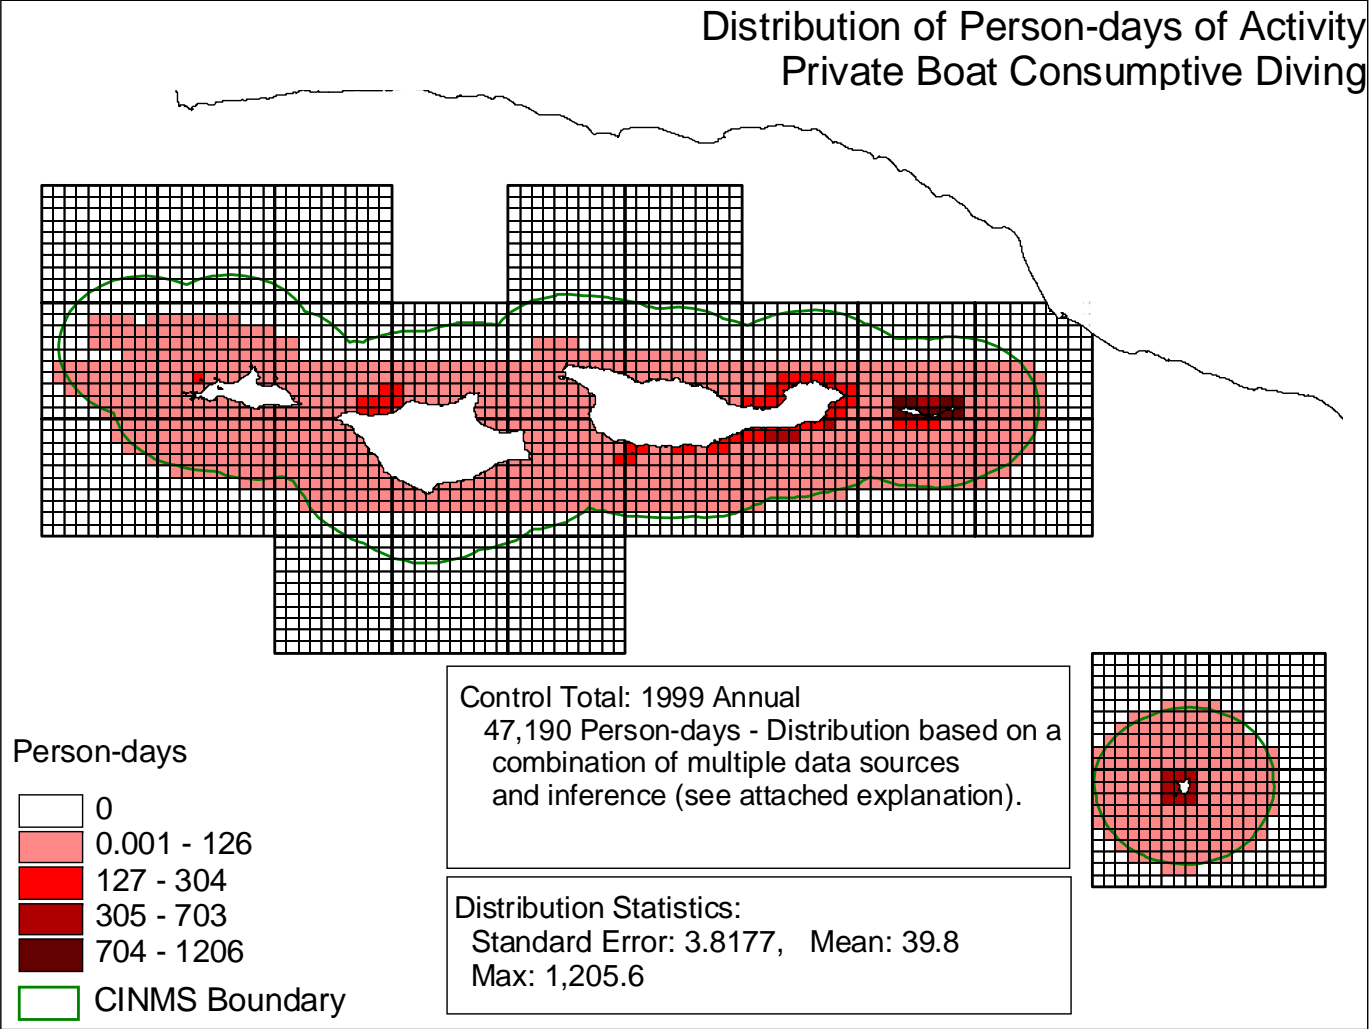 Distribution of Person-days of Activity
Private Boat Consumptive Diving
Control Total: 1999 Annual
47,190 Person-days - Distribution based on a
combination of multiple data sources
and inference (see attached explanation).
Person-days
0
0.001 - 126
127 - 304
305 - 703
704 - 1206
CINMS Boundary
Distribution Statistics:
Standard Error: 3.8177, Mean: 39.8
Max: 1,205.6